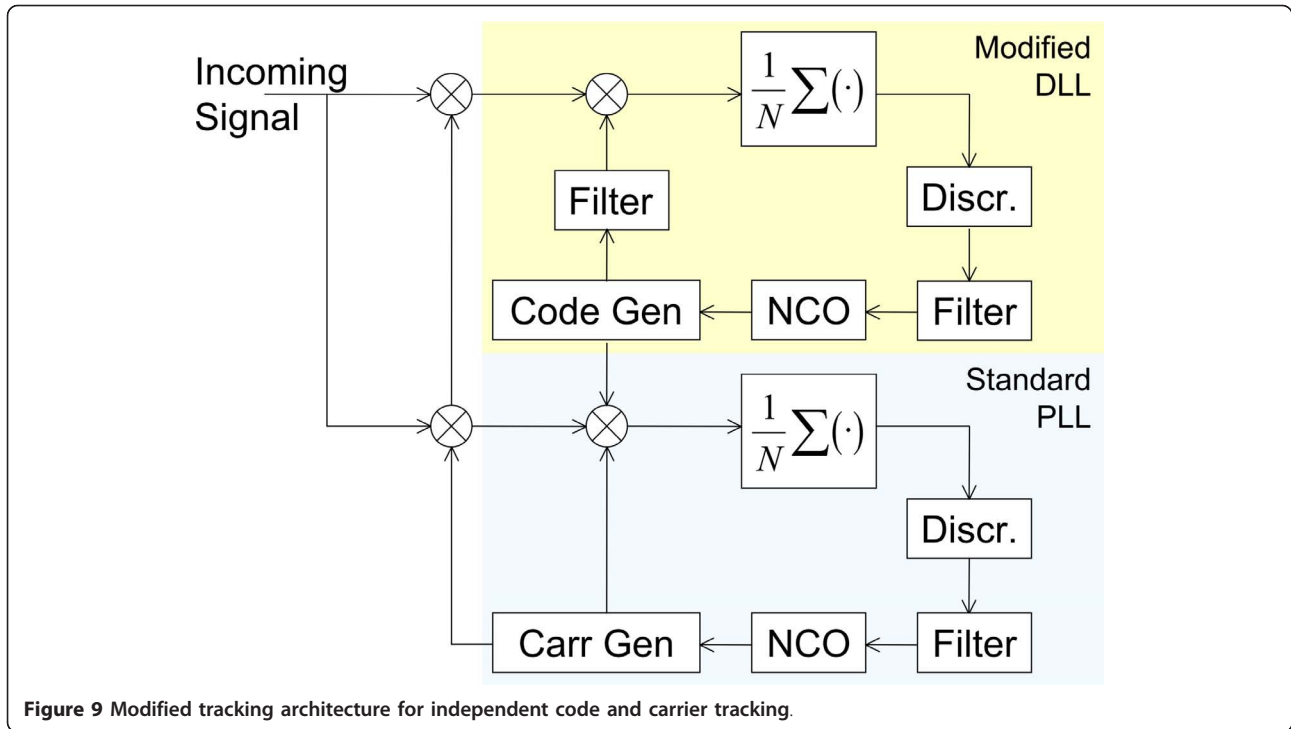 Incoming
Signal
Modified
DLL
1
N
∑(·)
Filter
Discr.
Code Gen
NCO
Filter
Standard
PLL
1
N
∑(·)
Discr.
Carr Gen
NCO
Filter
Figure 9 Modified tracking architecture for independent code and carrier tracking.